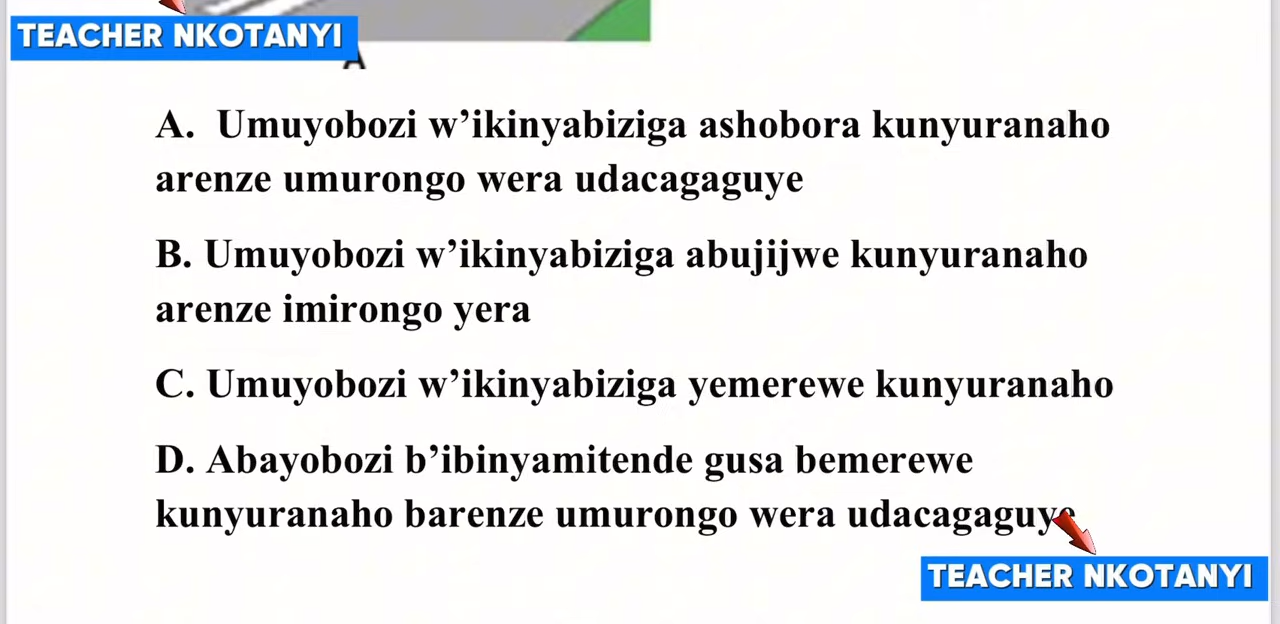 TEACHER NKOTANYI
A
A. Umuyobozi w’ikinyabiziga ashobora kunyuranaho
arenze umurongo wera udacagaguye
B. Umuyobozi w’ikinyabiziga abujijwe kunyuranaho
arenze imirongo yera
C. Umuyobozi w’ikinyabiziga yemerewe kunyuranaho
D. Abayobozi b’ibinyamitende gusa bemerewe
kunyuranaho barenze umurongo wera udacagaguye
TEACHER NKOTANYI